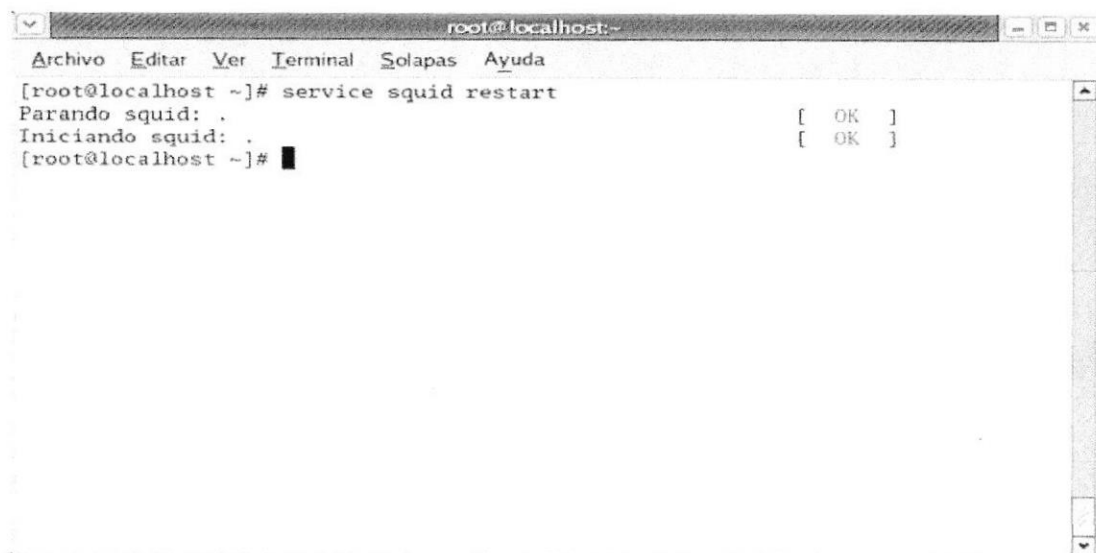 root@localhost:~
Archivo Editar Ver Terminal Solapas Ayuda
[root@localhost ~]# service squid restart
Parando squid: . [ OK ]
Iniciando squid: . [ OK ]
[root@localhost ~]#